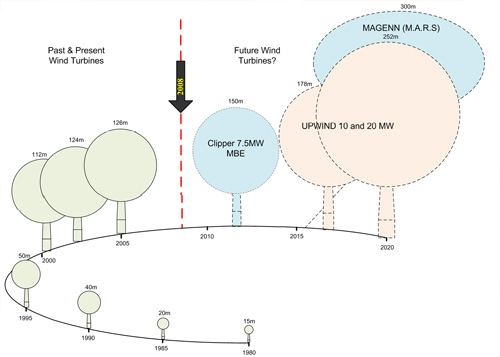 300m
MAGENN (M.A.R.S)
252m
Past & Present
Wind Turbines
Future Wind
Turbines?
2008
178m
150m
126m
124m
112m
Clipper 7.5MW
MBE
UPWIND 10 and 20 MW
2000
2005
2010
2015
2020
50m
40m
20m
15m
1995
1990
1985
1980